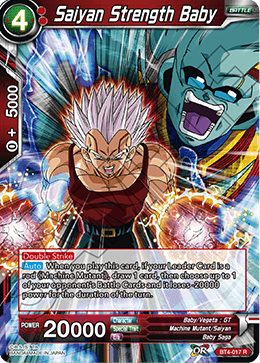 4
Saiyan Strength Baby
BATTLE
+ 5000
Double Strike
Auto When you play this card, if your Leader Card is a
red {Machine Mutant}, draw 1 card, then choose up to 1
of your opponent's Battle Cards and it loses -20000
power for the duration of the turn.
POWER 20000
Character
Baby/Vegeta : GT
Special Trait
Machine Mutant/Saiyan
Era
Baby Saga
MADE IN JAPAN
BT4-017 R